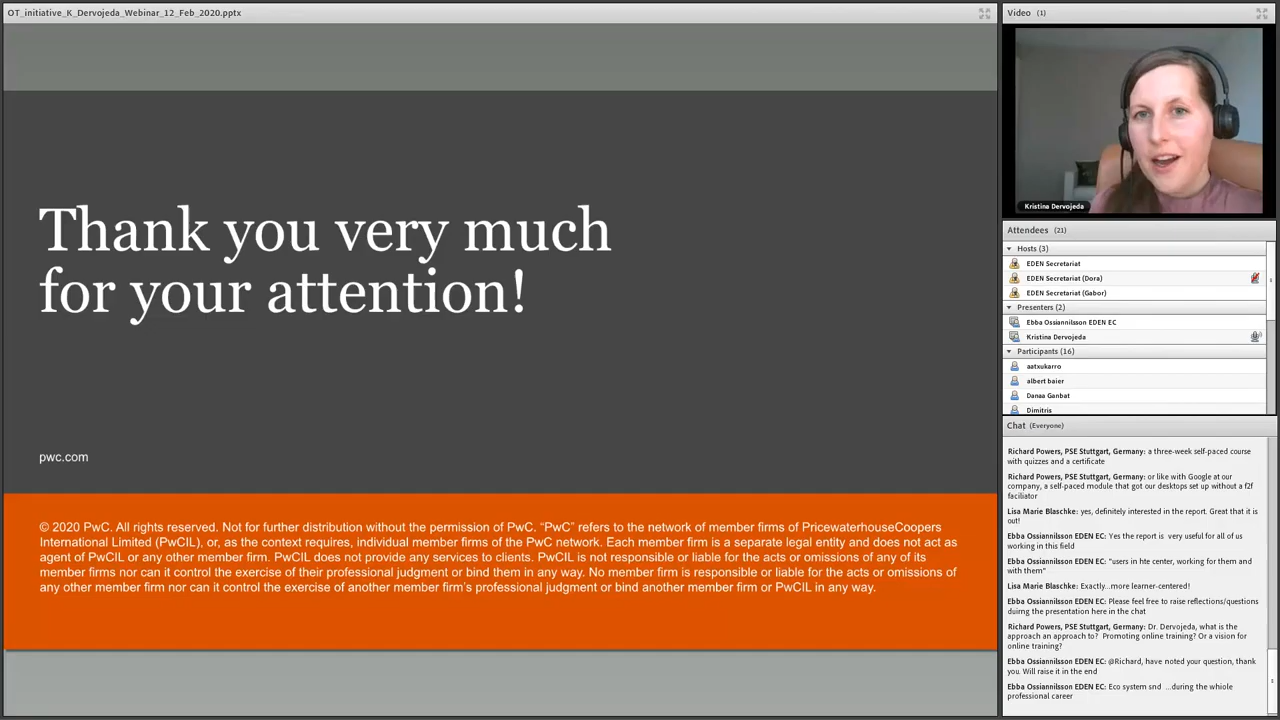 OT_initiative_K_Dervojeda_Webinar_12_Feb_2020.pptx
Thank you very much
for your attention!
pwc.com
© 2020 PwC. All rights reserved. Not for further distribution without the permission of PwC. “PwC” refers to the network of member firms of PricewaterhouseCoopers
International Limited (PwCIL), or, as the context requires, individual member firms of the PwC network. Each member firm is a separate legal entity and does not act as
agent of PwCIL or any other member firm. PwCIL does not provide any services to clients. PwCIL is not responsible or liable for the acts or omissions of any of its
member firms nor can it control the exercise of their professional judgment or bind them in any way. No member firm is responsible or liable for the acts or omissions of
any other member firm nor can it control the exercise of another member firm’s professional judgment or bind another member firm or PwCIL in any way.
Video (1)
Kristina Dervojeda
Attendees (21)
Hosts (3)
EDEN Secretariat
EDEN Secretariat (Dora)
EDEN Secretariat (Gabor)
Presenters (2)
Ebba Ossiannilsson EDEN EC
Kristina Dervojeda
Participants (16)
aatxukarro
albert baier
Danaa Ganbat
Dimitris
Chat (Everyone)
Richard Powers, PSE Stuttgart, Germany: a three-week self-paced course
with quizzes and a certificate
Richard Powers, PSE Stuttgart, Germany: or like with Google at our
company, a self-paced module that got our desktops set up without a f2f
faciliator
Lisa Marie Blaschke: yes, definitely interested in the report. Great that it is
out!
Ebba Ossiannilsson EDEN EC: Yes the report is very useful for all of us
working in this field
Ebba Ossiannilsson EDEN EC: "users in hte center, working for them and
with them"
Lisa Marie Blaschke: Exactly...more learner-centered!
Ebba Ossiannilsson EDEN EC: Please feel free to raise reflections/questions
duimg the presentation here in the chat
Richard Powers, PSE Stuttgart, Germany: Dr. Dervojeda, what is the
approach an approach to? Promoting online training? Or a vision for
online training?
Ebba Ossiannilsson EDEN EC: @Richard, have noted your question, thank
you. Will raise it in the end
Ebba Ossiannilsson EDEN EC: Eco system snd ...during the whiole
professional career